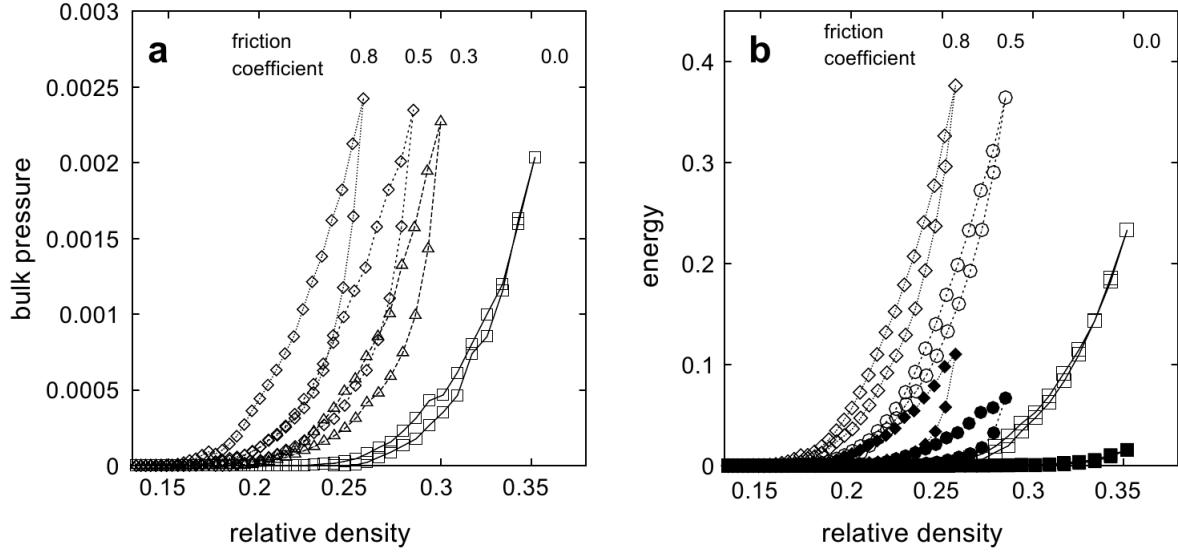 a
friction
coefficient
0.8 0.5 0.3 0.0
0.003
0.0025
0.002
0.0015
0.001
0.0005
0
bulk pressure
0.15 0.2 0.25 0.3 0.35
relative density
b
friction
coefficient
0.8 0.5 0.0
0.4
0.3
0.2
0.1
0
energy
0.15 0.2 0.25 0.3 0.35
relative density